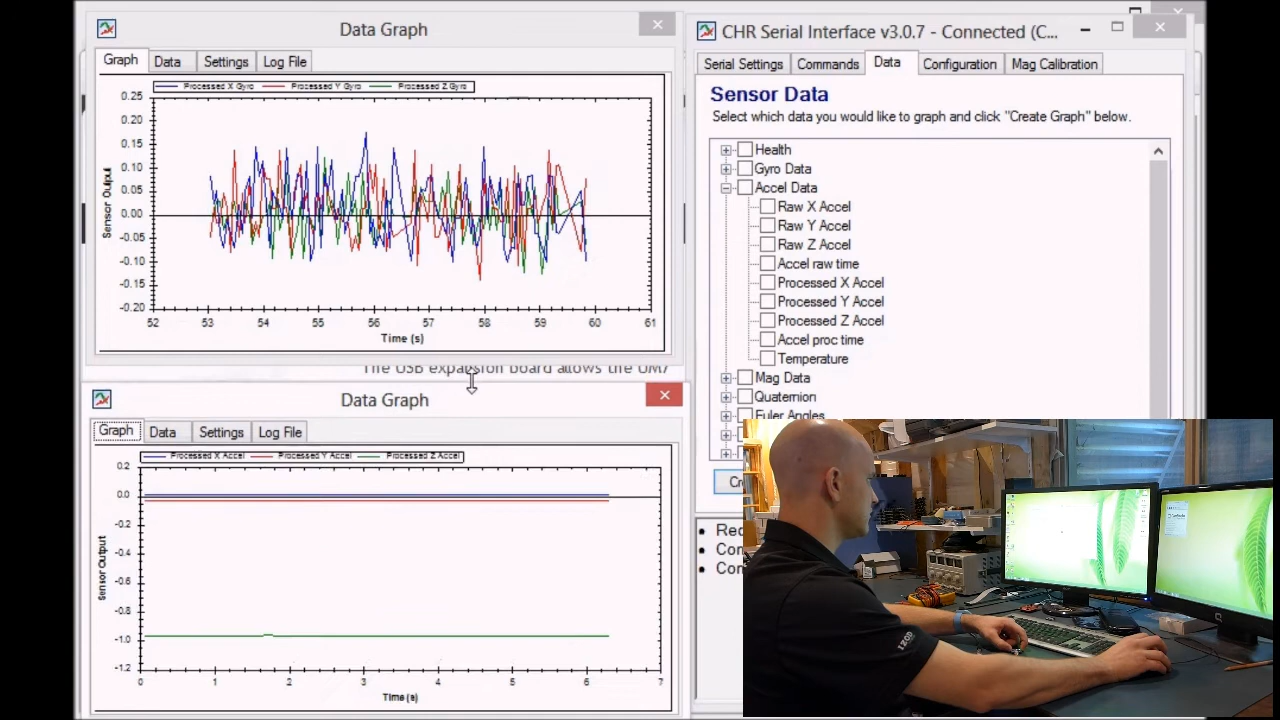 Data Graph
Graph Data Settings Log File
Processed X Gyro Processed Y Gyro Processed Z Gyro
0.25
0.20
0.15
0.10
0.05
0.00
-0.05
-0.10
-0.15
-0.20
Sensor Output
52 53 54 55 56 57 58 59 60 61
Time (s)
The USB expansion board allows the UM7
Data Graph
Graph Data Settings Log File
Processed X Accel Processed Y Accel Processed Z Accel
0.2
0.0
-0.2
-0.4
-0.6
-0.8
-1.0
-1.2
Sensor Output
0 1 2 3 4 5 6 7
Time (s)
CHR Serial Interface v3.0.7 - Connected (C...
Serial Settings Commands Data Configuration Mag Calibration
Sensor Data
Select which data you would like to graph and click "Create Graph" below.
Health
Gyro Data
Accel Data
Raw X Accel
Raw Y Accel
Raw Z Accel
Accel raw time
Processed X Accel
Processed Y Accel
Processed Z Accel
Accel proc time
Temperature
Mag Data
Quaternion
Euler Angles
Cr
Rec
Con
Con
IZOD